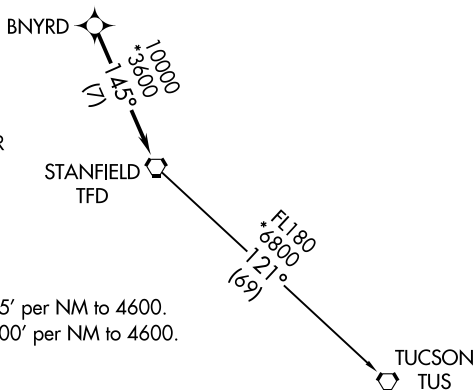 BNYRD
10000
*3600
145°
(7)
R
STANFIELD
TFD
FL180
*6800
121°
(69)
5' per NM to 4600.
00' per NM to 4600.
TUCSON
TUS